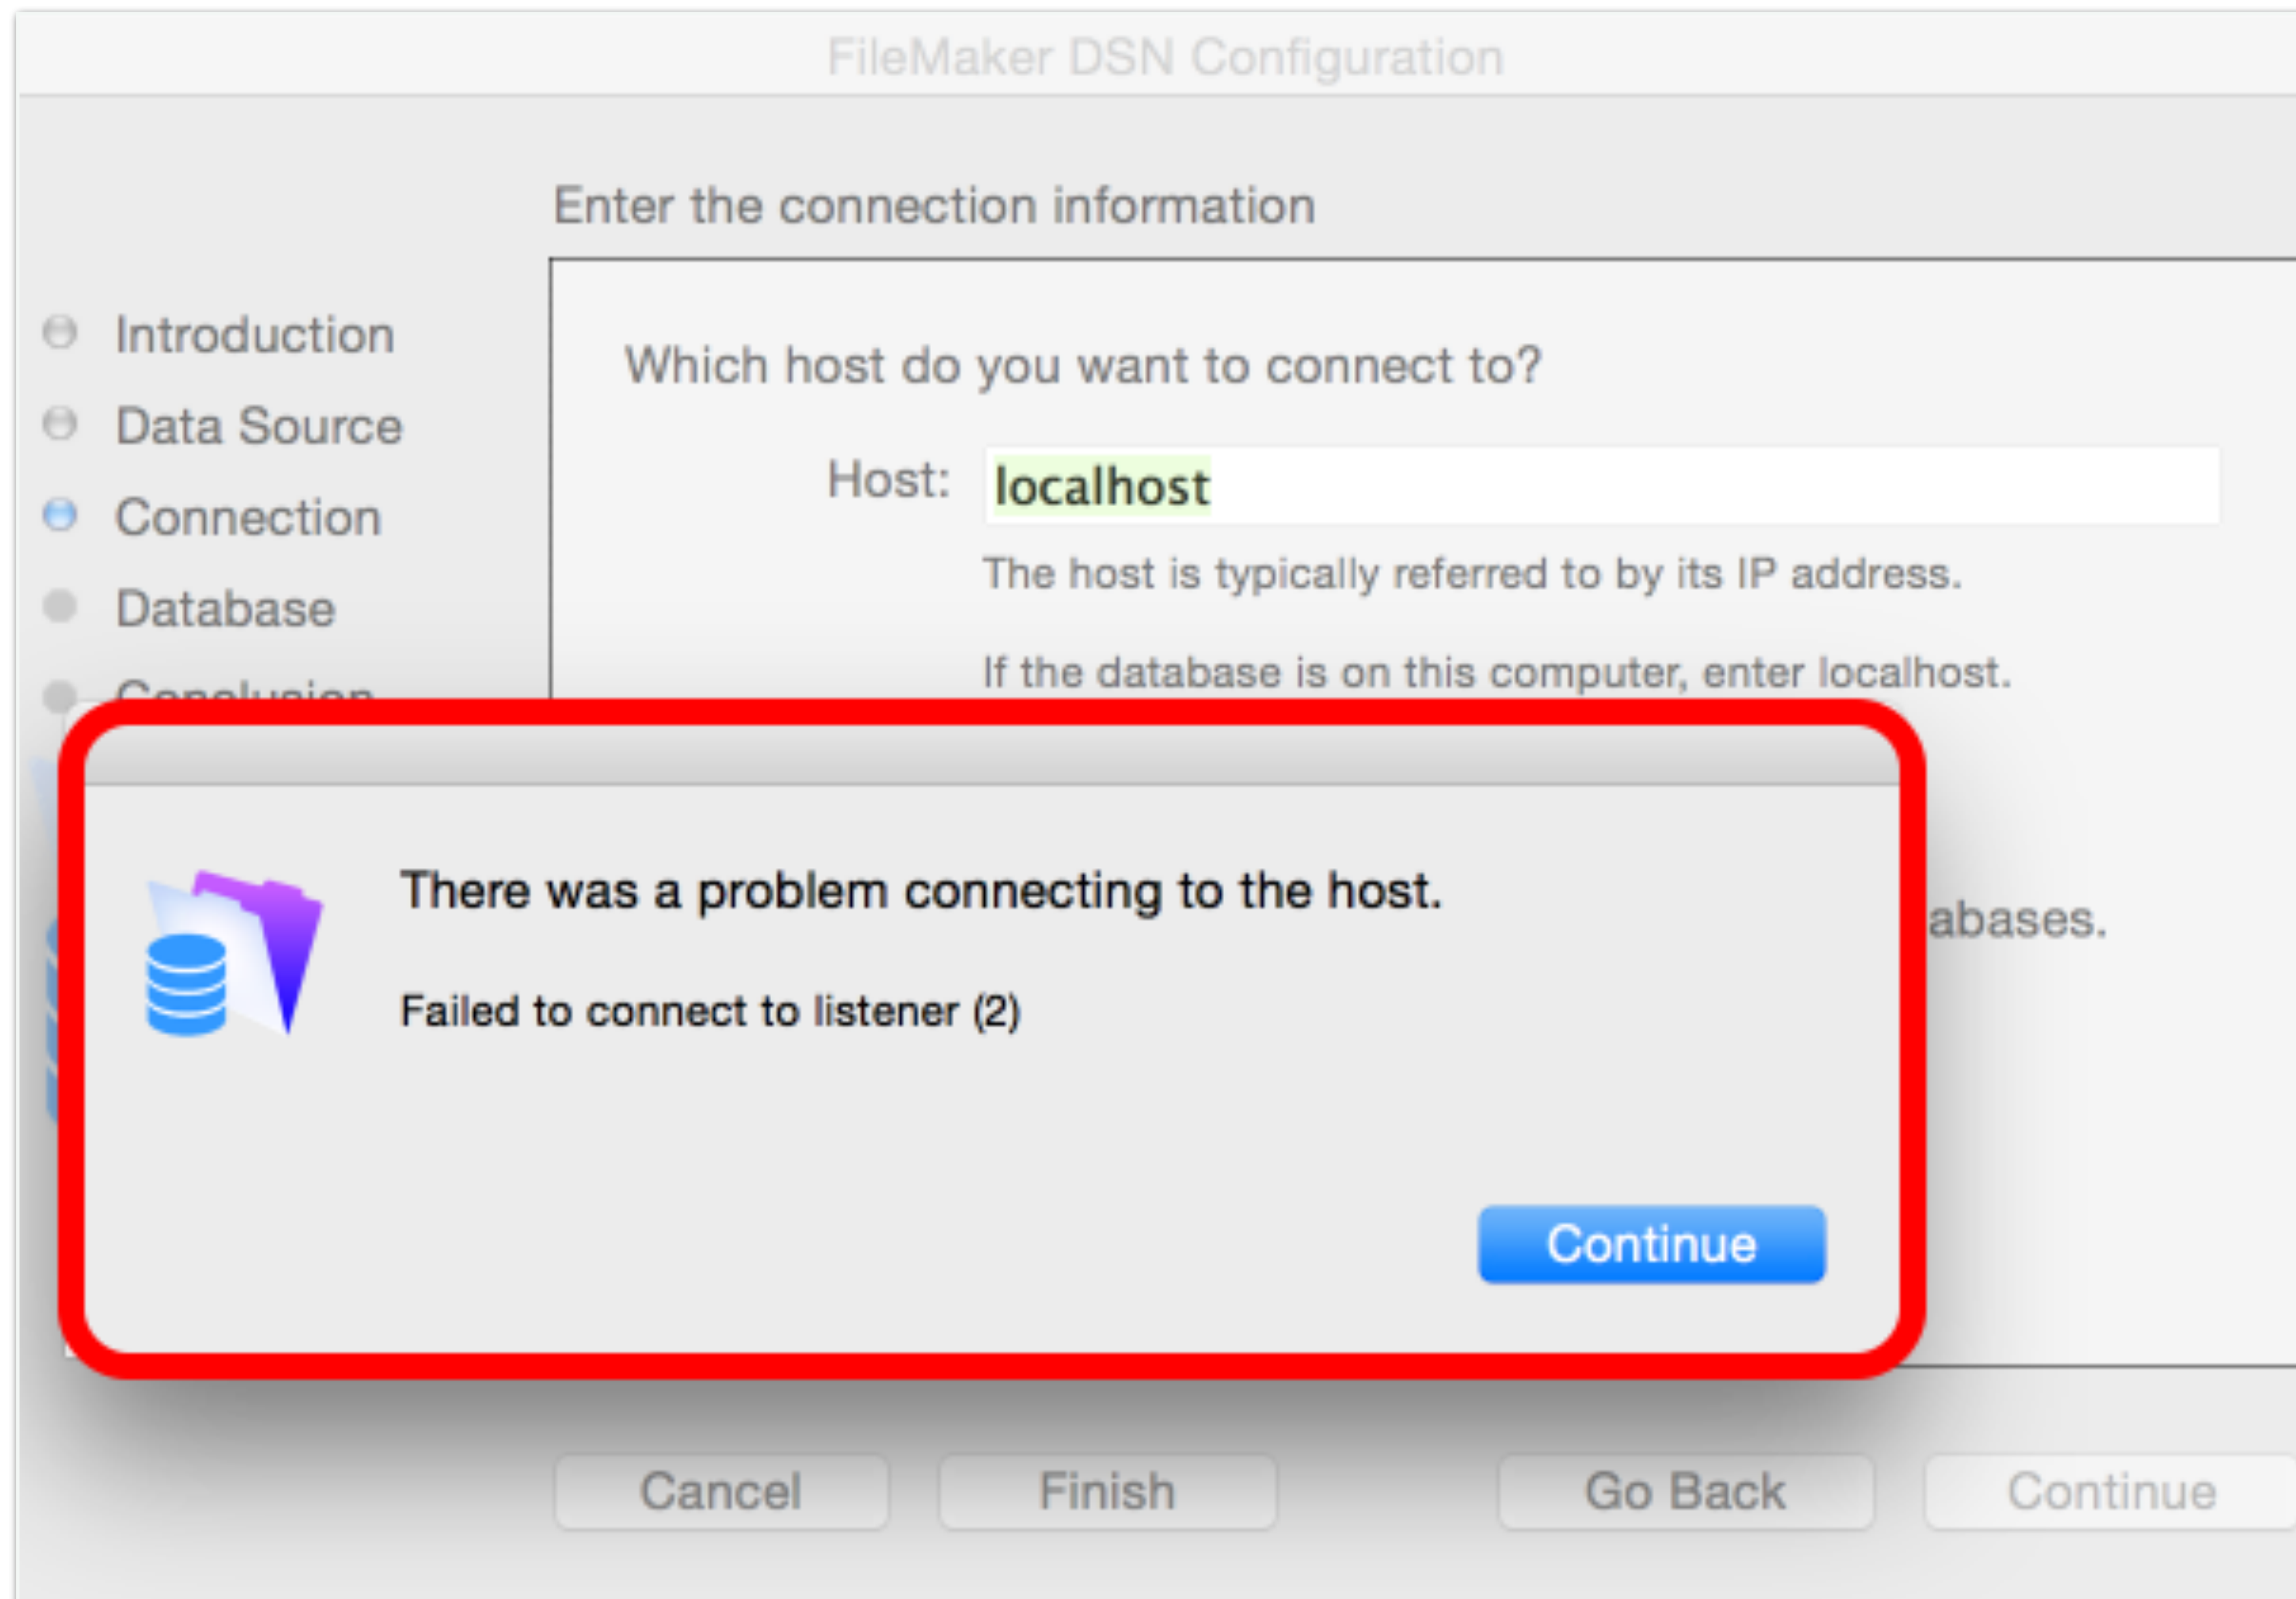 FileMaker DSN Configuration
Enter the connection information
Introduction
Data Source
Connection
Database
Conclusion
Which host do you want to connect to?
Host: localhost
The host is typically referred to by its IP address.
If the database is on this computer, enter localhost.
abases.
There was a problem connecting to the host.
Failed to connect to listener (2)
Continue
Cancel
Finish
Go Back
Continue